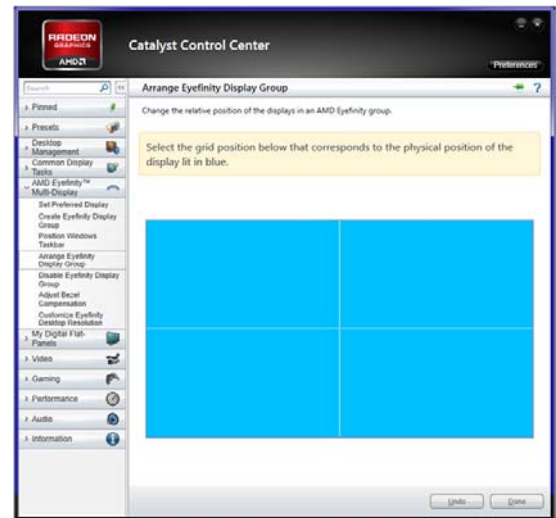 RADEON
GRAPHICS
AMD
Catalyst Control Center
Preferences
Search
Arrange Eyefinity Display Group
Change the relative position of the displays in an AMD Eyefinity group.
Select the grid position below that corresponds to the physical position of the
display lit in blue.
Pinned
Presets
Desktop
Management
Common Display
Tasks
AMD Eyefinity™
Multi-Display
Set Preferred Display
Create Eyefinity Display
Group
Position Windows
Taskbar
Arrange Eyefinity
Display Group
Disable Eyefinity Display
Group
Adjust Bezel
Compensation
Customize Eyefinity
Desktop Resolution
My Digital Flat-
Panels
Video
Gaming
Performance
Audio
Information
Undo
Done